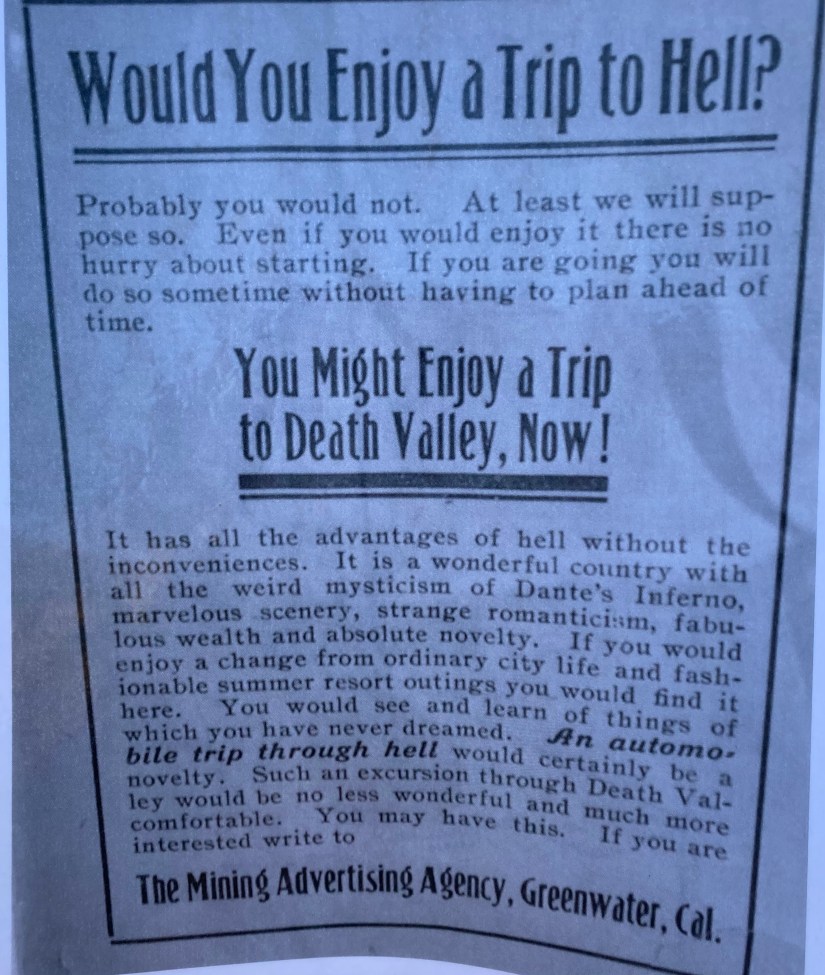 Would You Enjoy a Trip to Hell?
Probably you would not. At least we will sup-
pose so. Even if you would enjoy it there is no
hurry about starting. If you are going you will
do so sometime without having to plan ahead of
time.
You Might Enjoy a Trip
to Death Valley, Now!
It has all the advantages of hell without the
inconveniences. It is a wonderful country with
all the weird mysticism of Dante's Inferno,
marvelous scenery, strange romanticism, fabu-
lous wealth and absolute novelty. If you would
enjoy a change from ordinary city life and fash-
ionable summer resort outings you would find it
here. You would see and learn of things of
which you have never dreamed. An automo-
bile trip through hell would certainly be a
novelty. Such an excursion through Death Val-
ley would be no less wonderful and much more
comfortable. You may have this. If you are
interested write to
The Mining Advertising Agency, Greenwater, Cal.